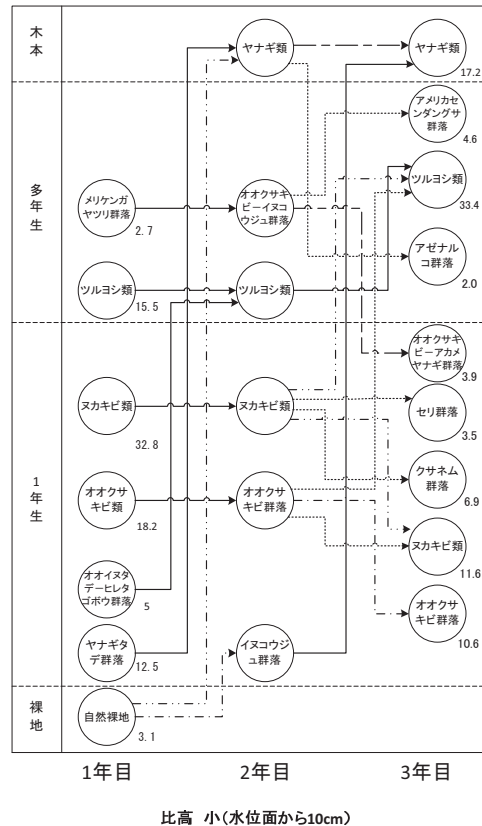 木本
多年生
1年生
裸地
メリケンガ
ヤツリ群落
2.7
ツルヨシ類
15.5
ヌカキビ類
32.8
オオクサ
キビ類
18.2
オオイヌタ
デーヒレタ
ゴボウ群落
5
ヤナギタ
デ群落
12.5
自然裸地
3.1
ヤナギ類
オオクサキ
ビーイヌコ
ウジュ群落
ツルヨシ類
ヌカキビ類
オオクサ
キビ群落
イヌコウジ
ュ群落
ヤナギ類
17.2
アメリカセ
ンダングサ
群落
4.6
ツルヨシ類
33.4
アゼナル
コ群落
2.0
オオクサキ
ビーアカメ
ヤナギ群落
3.9
セリ群落
3.5
クサネム
群落
6.9
ヌカキビ類
11.6
オオクサ
キビ群落
10.6
1年目
2年目
3年目
比高 小(水位面から10cm)